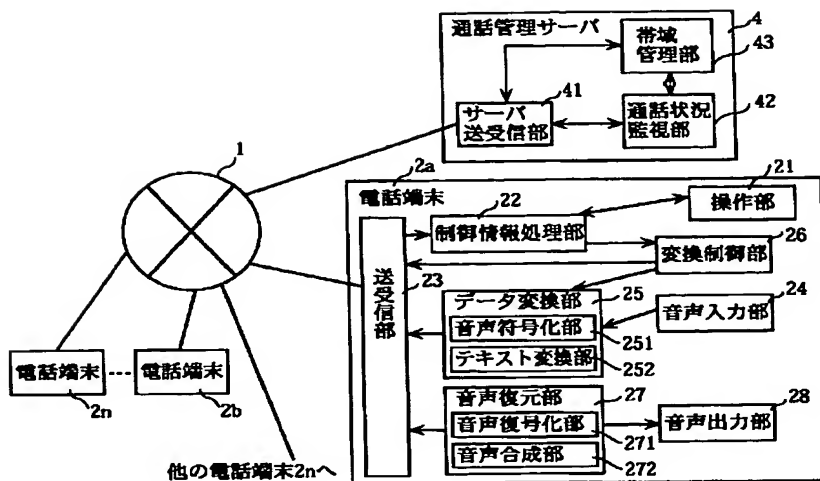 通話管理サーバ
4
帯域
管理部
43
41
サーバ
送受信部
通話状況
監視部
42
1
2a
電話端末
21
操作部
22
制御情報処理部
26
変換制御部
送受信部
23
データ変換部
25
音声符号化部
251
テキスト変換部
252
24
音声入力部
音声復元部
27
音声復号化部
271
音声合成部
272
28
音声出力部
電話端末
2n
電話端末
2b
他の電話端末2nへ